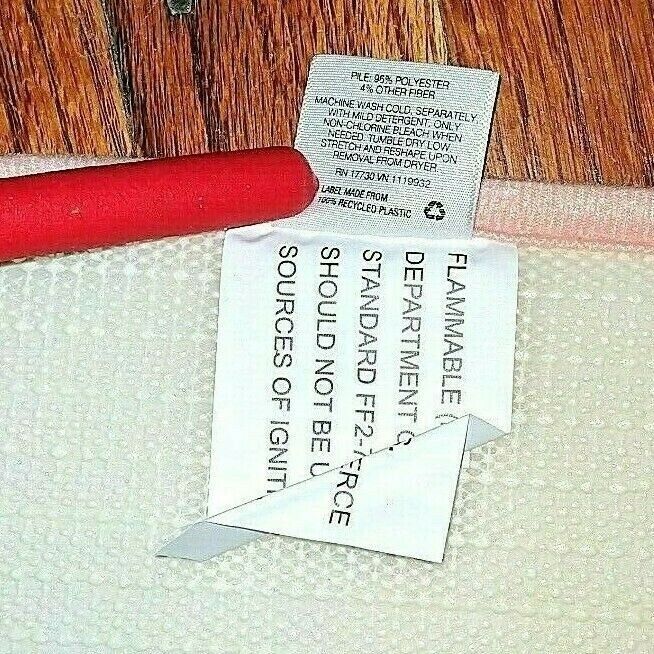 PILE: 96% POLYESTER
4% OTHER FIBER
MACHINE WASH COLD, SEPARATELY,
WITH MILD DETERGENT. ONLY
NON-CHLORINE BLEACH WHEN
NEEDED. TUMBLE DRY LOW.
STRETCH AND RESHAPE UPON
REMOVAL FROM DRYER.
RN 17730 VN 1119932
LABEL MADE FROM
100% RECYCLED PLASTIC
FLAMMABLE
DEPARTMENT
STANDARD FF2-7
ERCE
SHOULD NOT BE U
SOURCES OF IGNIT